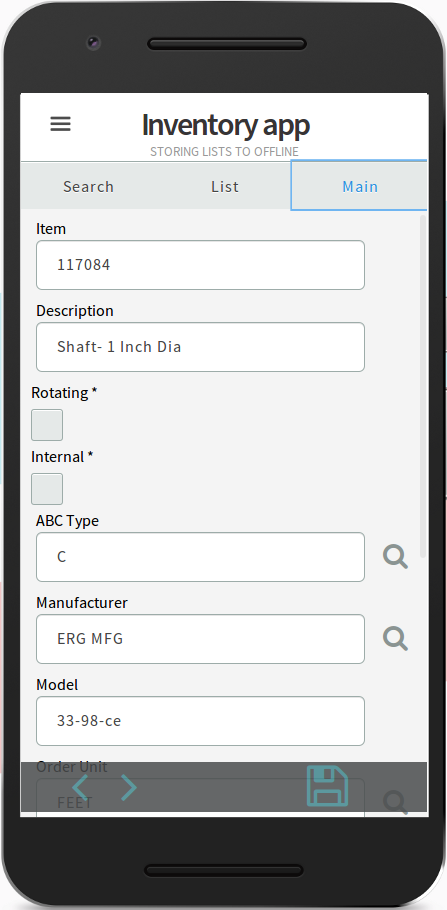 Inventory app
STORING LISTS TO OFFLINE
Search List Main
Item
117084
Description
Shaft- 1 Inch Dia
Rotating *
Internal *
ABC Type
C
Manufacturer
ERG MFG
Model
33-98-ce
Order Unit
FEET